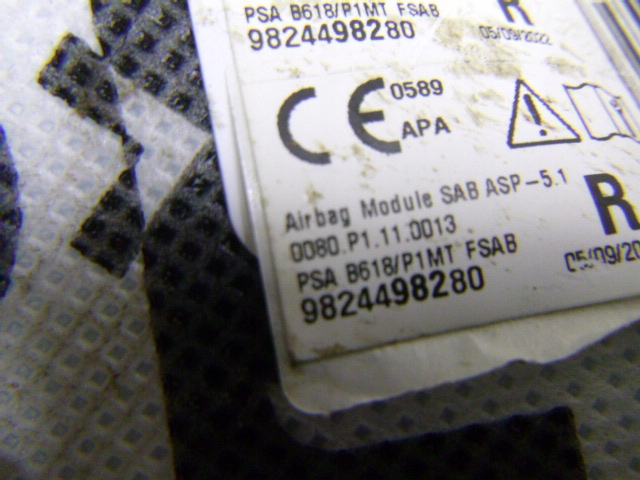 PSA B618/P1MT FSAB R
9824498280 05/09/2022
CE 0589
APA
Airbag Module SAB ASP-5.1
0080.P1.11.0013 R
PSA B618/P1MT FSAB
9824498280